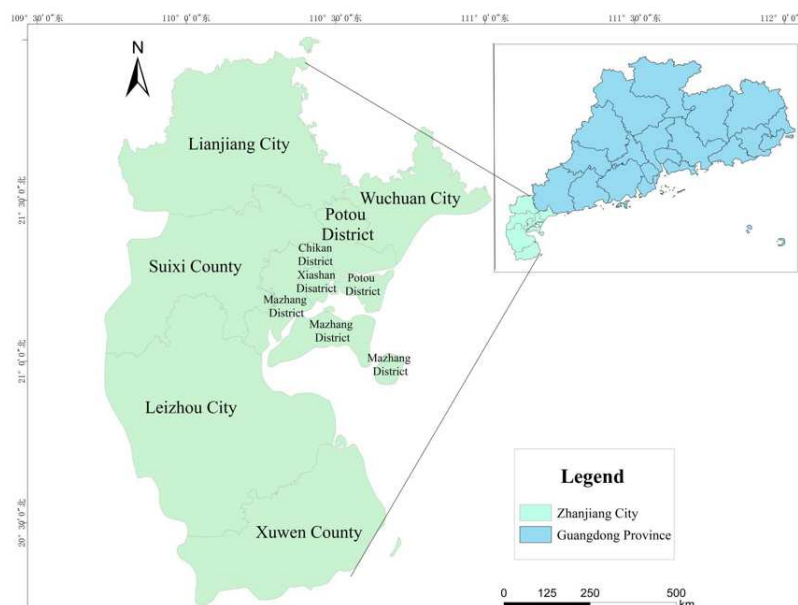 109° 30′ 0″东 110° 0′ 0″东 110° 30′ 0″东 111° 0′ 0″东 111° 30′ 0″东 112° 0′ 0
N
Lianjiang City
Wuchuan City
21° 30′ 0″北
Potou
District
Chikan
District
Suixi County
Xiashan
Disatrict
Potou
District
Mazhang
District
Mazhang
District
Mazhang
District
21° 0′ 0″北
Leizhou City
Legend
Zhanjiang City
Guangdong Province
20° 30′ 0″北
Xuwen County
0 125 250 500
km